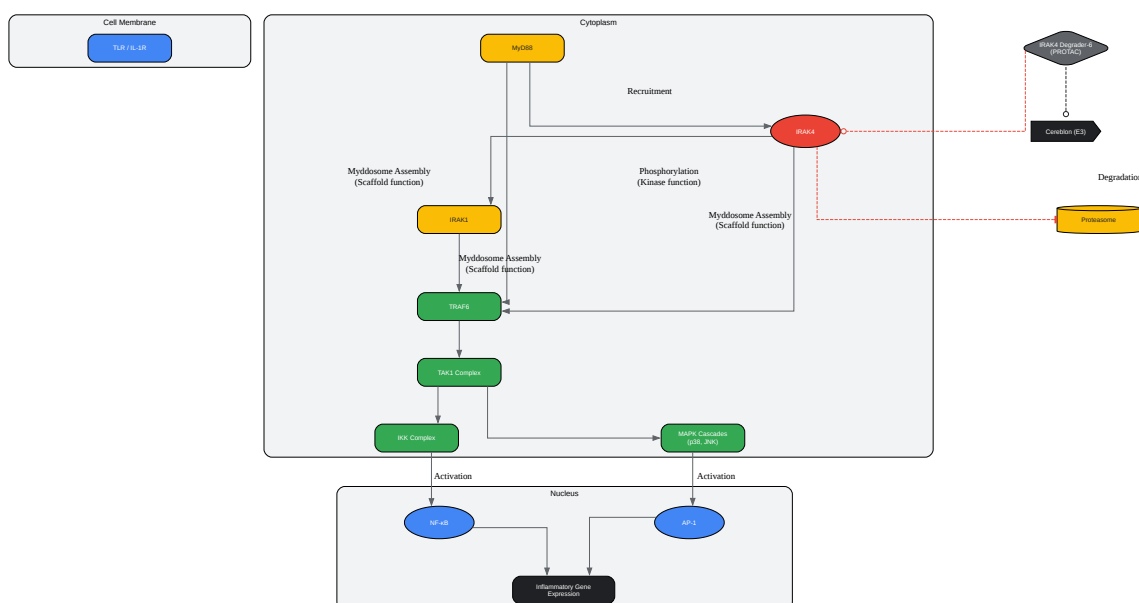 Cell Membrane
TLR / IL-1R
Cytoplasm
MyD88
IRAK4 Degrader-6
(PROTAC)
Recruitment
IRAK4
Cereblon (E3)
Myddosome Assembly
(Scaffold function)
Phosphorylation
(Kinase function)
Degradation
Myddosome Assembly
(Scaffold function)
IRAK1
Proteasome
Myddosome Assembly
(Scaffold function)
TRAF6
TAK1 Complex
IKK Complex
MAPK Cascades
(p38, JNK)
Activation
Activation
Nucleus
NF-κB
AP-1
Inflammatory Gene
Expression